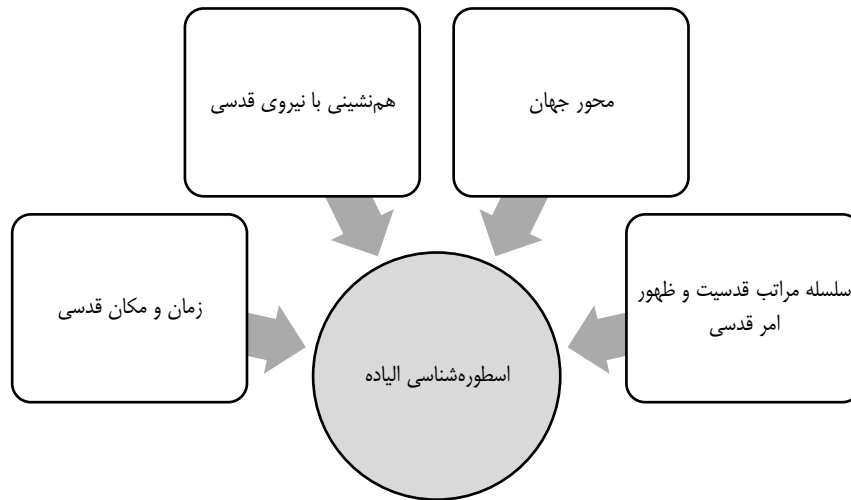 محور جهان
هم‌نشینی با نیروی قدسی
سلسله مراتب قدسیت و ظهور
امر قدسی
زمان و مکان قدسی
اسطوره‌شناسی الیاده